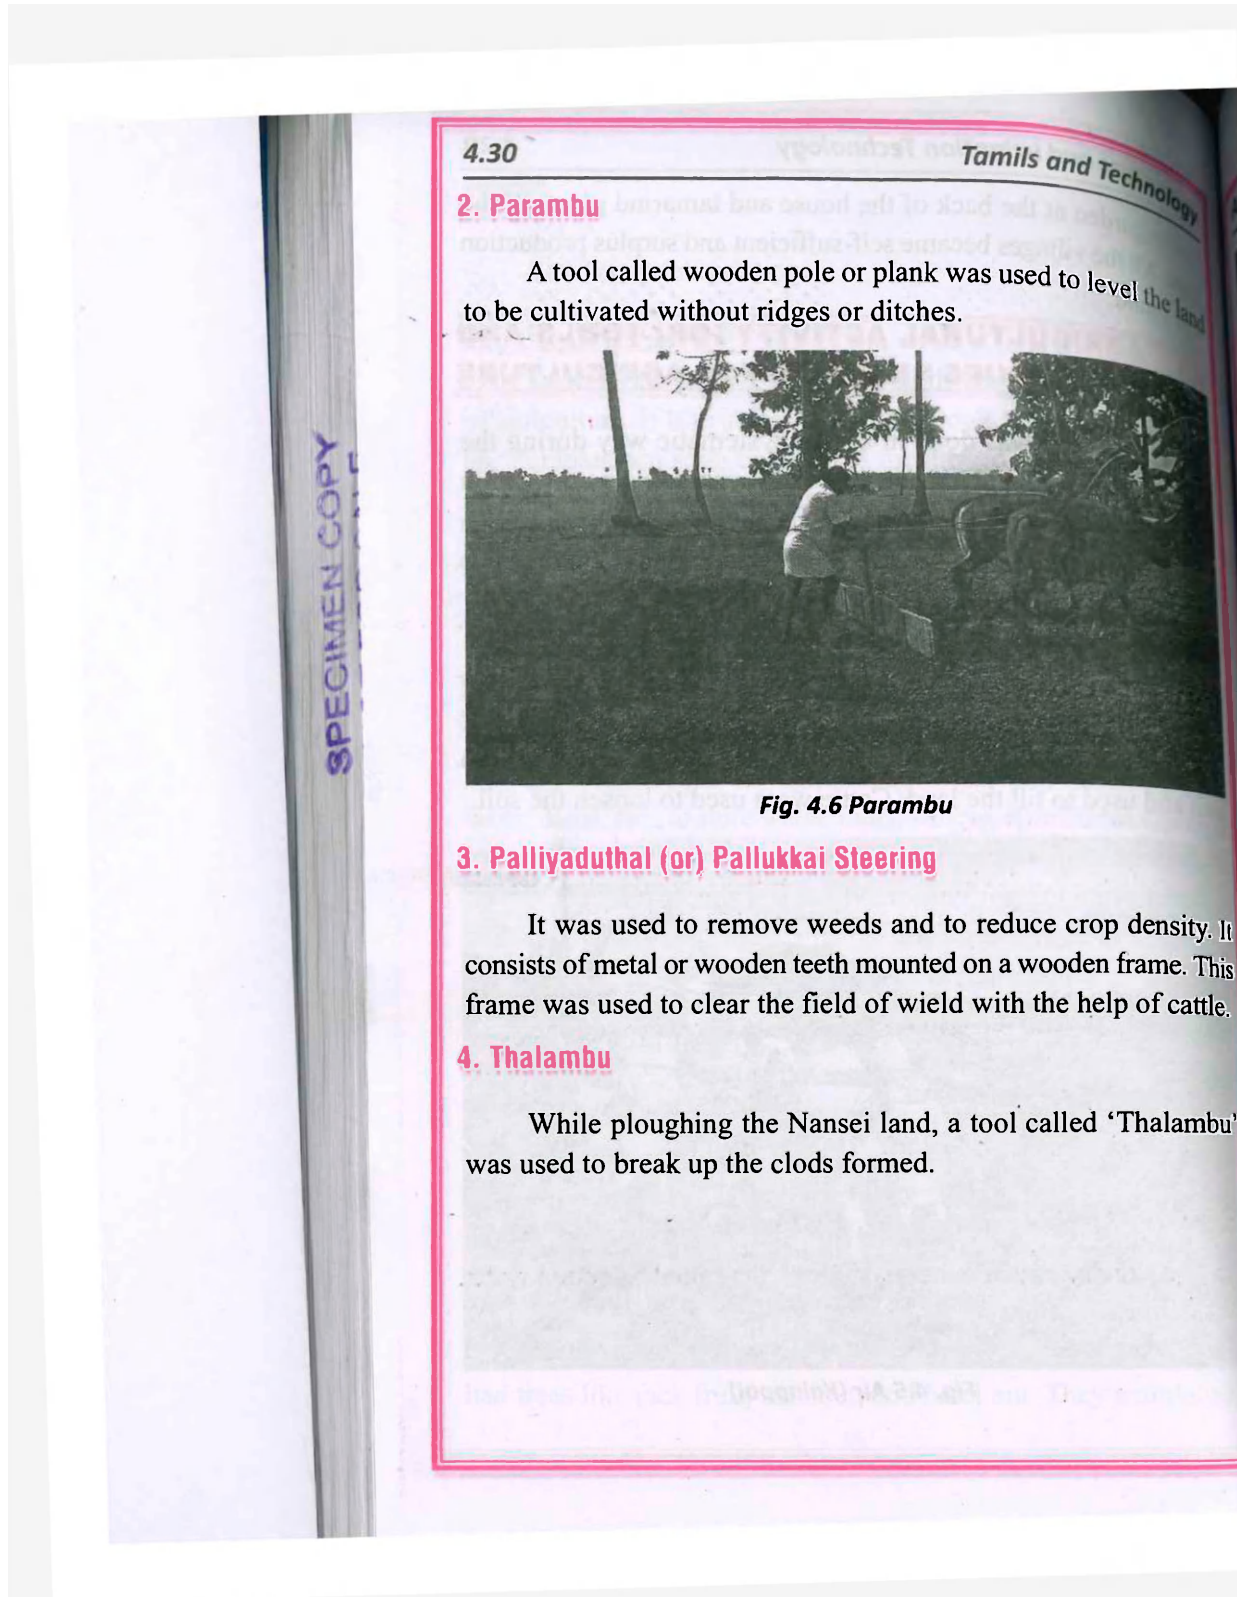 4.30 Tamils and Technology
2. Parambu
A tool called wooden pole or plank was used to level the land
to be cultivated without ridges or ditches.
Fig. 4.6 Parambu
3. Palliyaduthal (or) Pallukkai Steering
It was used to remove weeds and to reduce crop density. It
consists of metal or wooden teeth mounted on a wooden frame. This
frame was used to clear the field of wield with the help of cattle.
4. Thalambu
While ploughing the Nansei land, a tool called ‘Thalambu’
was used to break up the clods formed.
SPECIMEN COPY